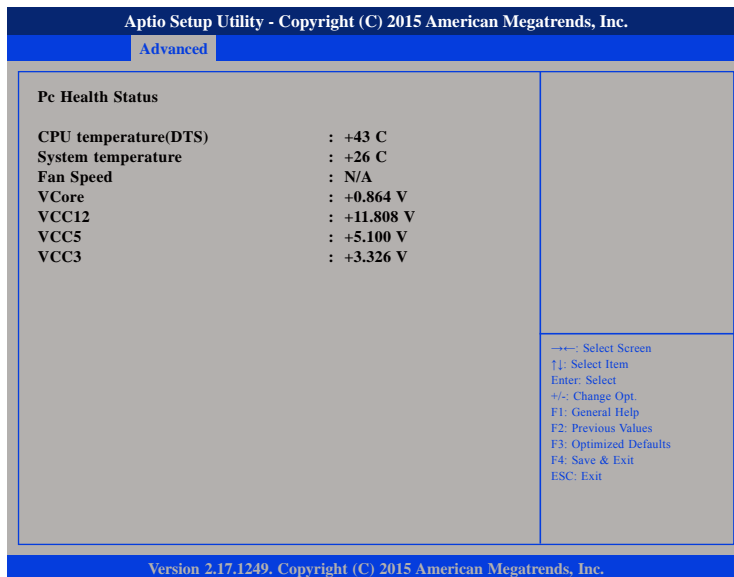 Aptio Setup Utility - Copyright (C) 2015 American Megatrends, Inc.
Advanced
Pc Health Status
CPU temperature(DTS) : +43 C
System temperature : +26 C
Fan Speed : N/A
VCore : +0.864 V
VCC12 : +11.808 V
VCC5 : +5.100 V
VCC3 : +3.326 V
→←: Select Screen
↑↓: Select Item
Enter: Select
+/-: Change Opt.
F1: General Help
F2: Previous Values
F3: Optimized Defaults
F4: Save & Exit
ESC: Exit
Version 2.17.1249. Copyright (C) 2015 American Megatrends, Inc.